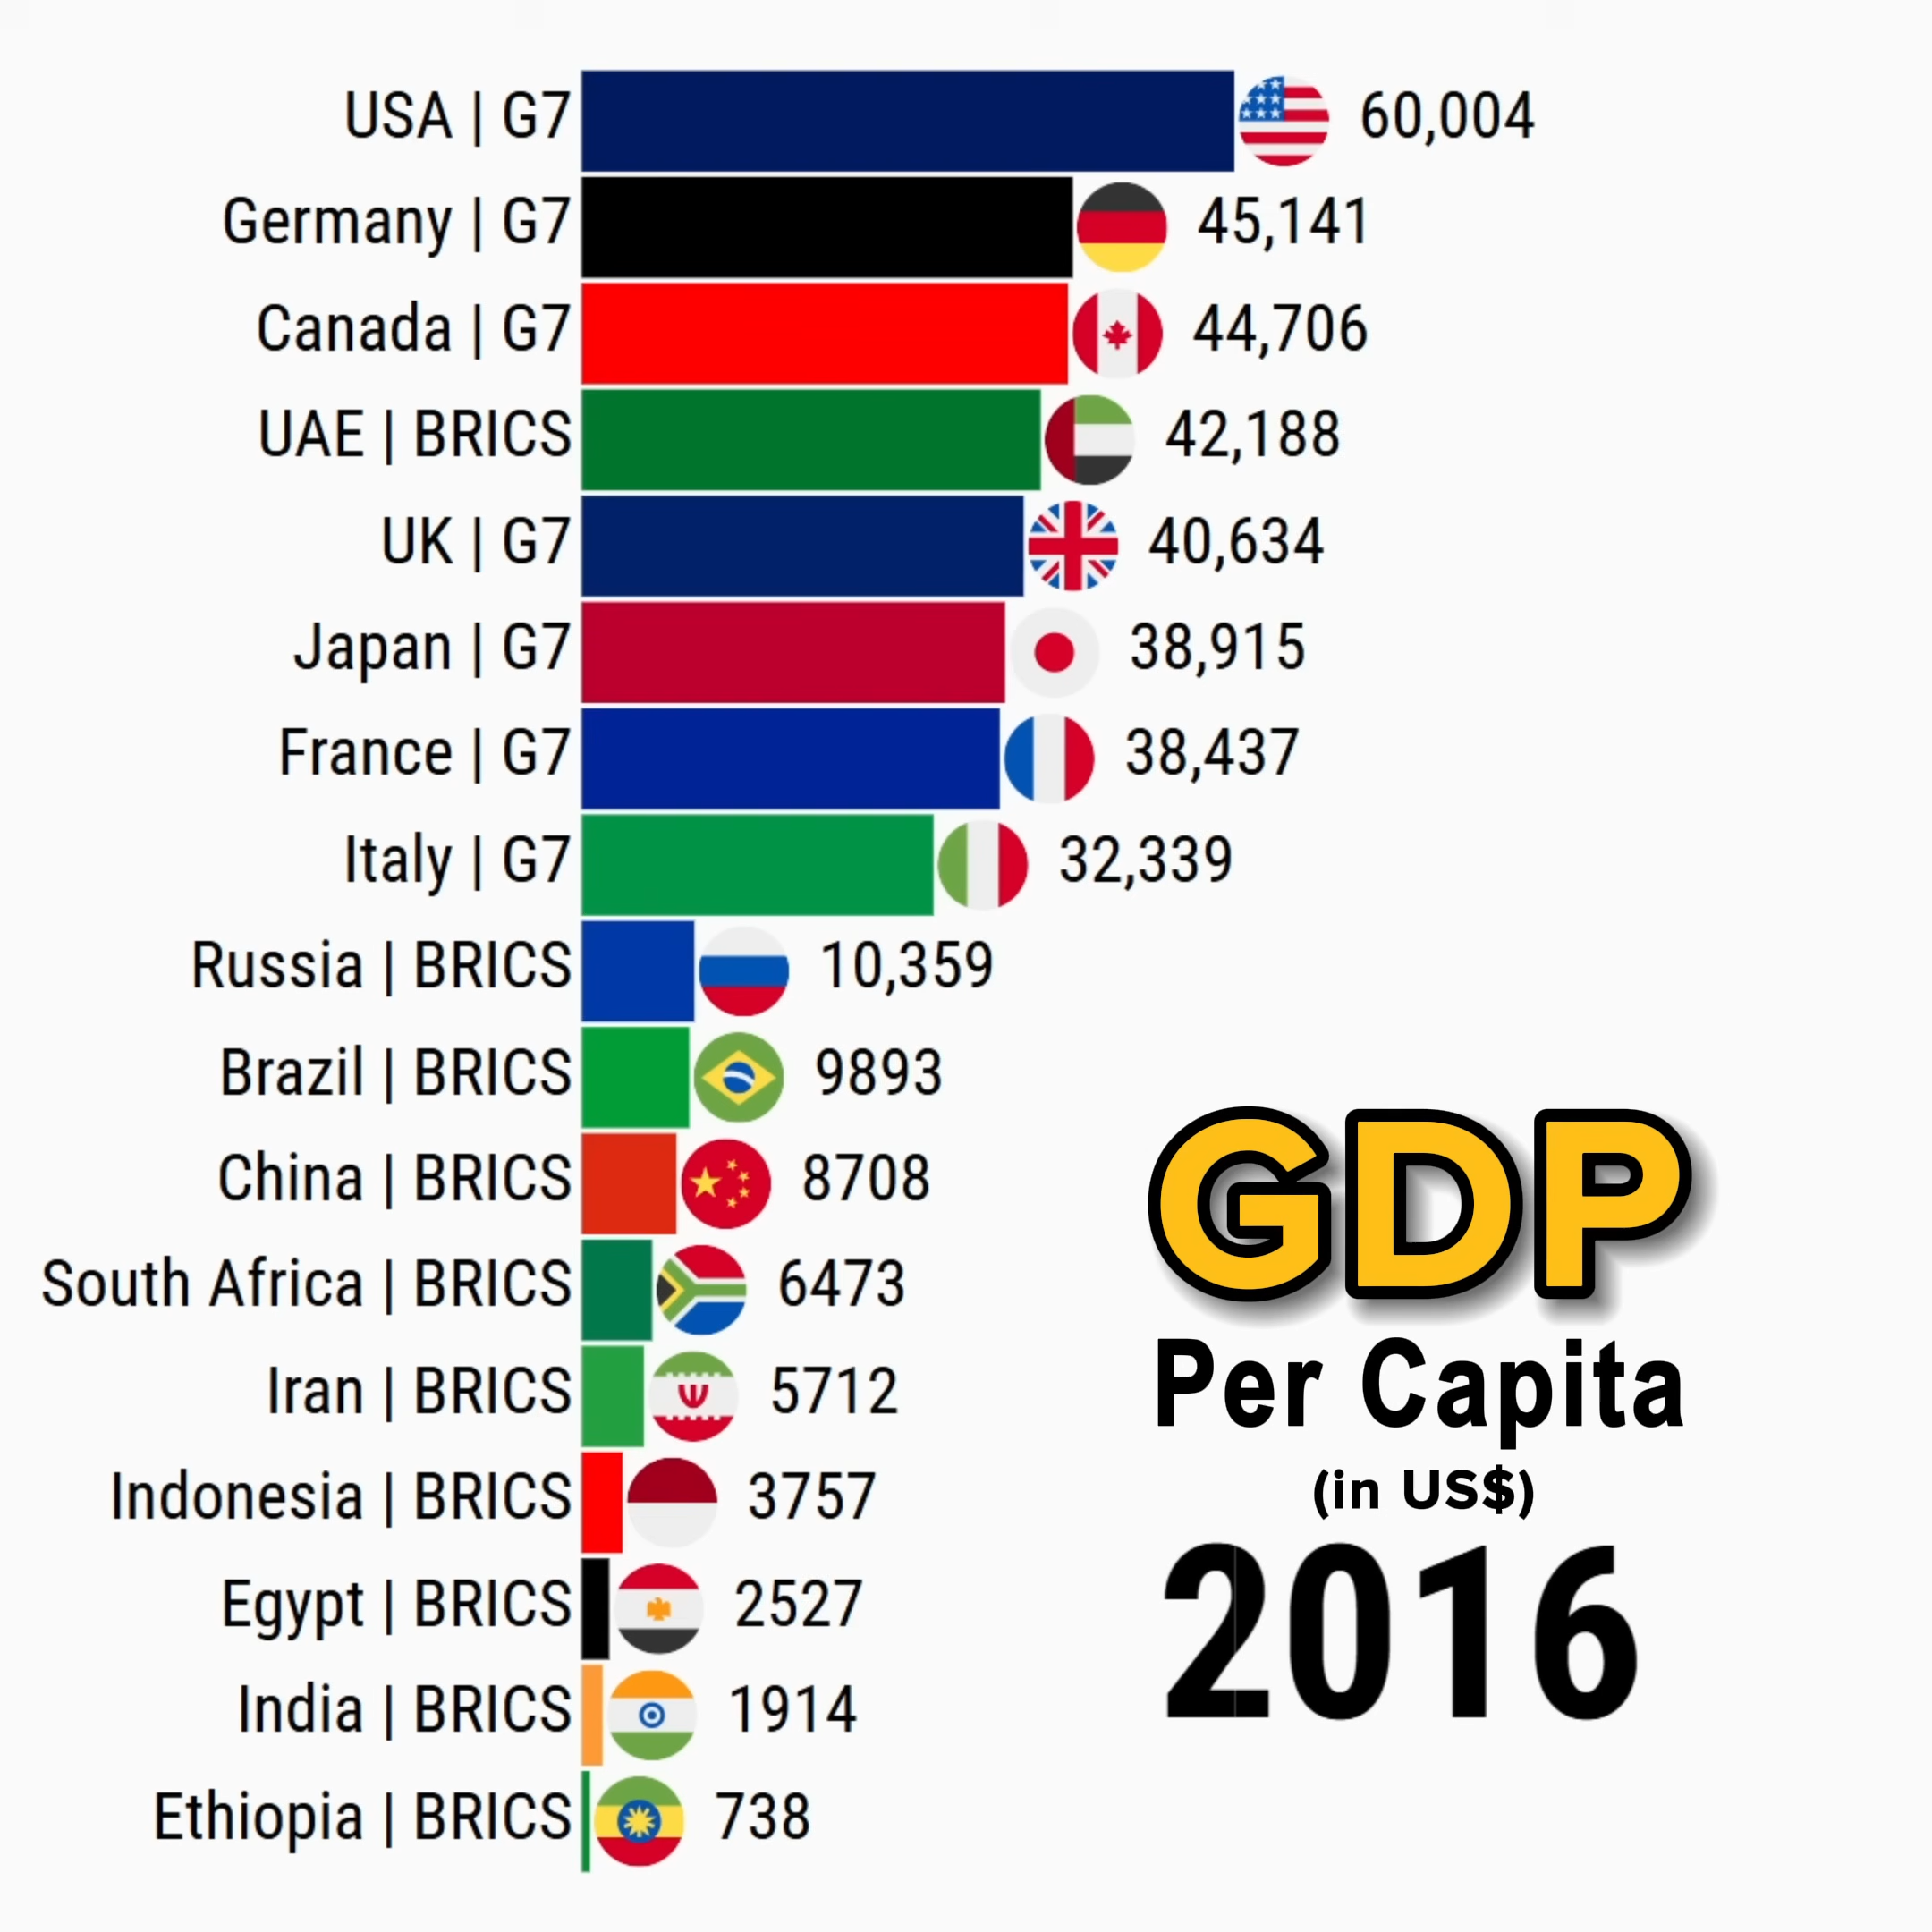 USA | G7 60,004
Germany | G7 45,141
Canada | G7 44,706
UAE | BRICS 42,188
UK | G7 40,634
Japan | G7 38,915
France | G7 38,437
Italy | G7 32,339
Russia | BRICS 10,359
Brazil | BRICS 9893
China | BRICS 8708
South Africa | BRICS 6473
Iran | BRICS 5712
Indonesia | BRICS 3757
Egypt | BRICS 2527
India | BRICS 1914
Ethiopia | BRICS 738
GDP
Per Capita
(in US$)
2016